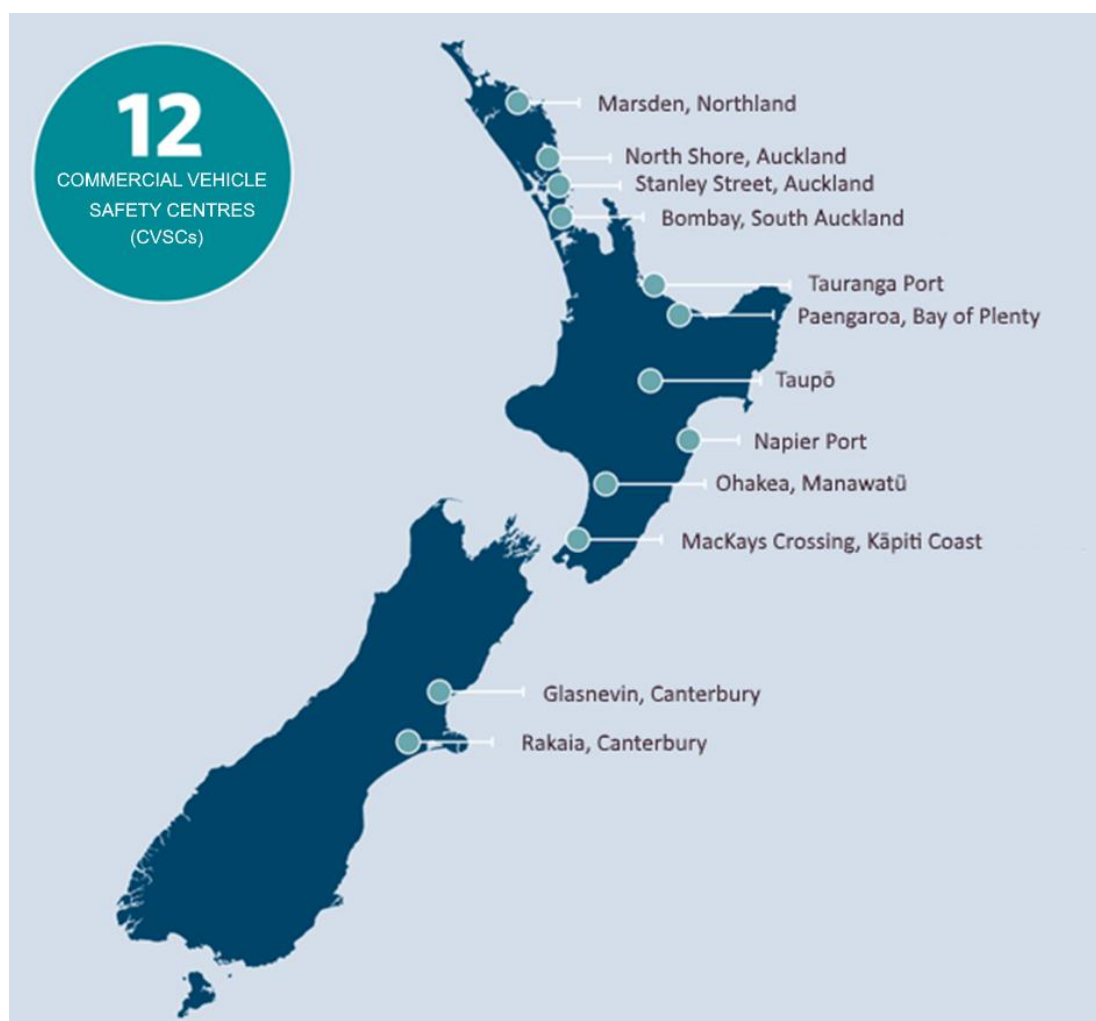 12
COMMERCIAL VEHICLE
SAFETY CENTRES
(CVSCs)
Marsden, Northland
North Shore, Auckland
Stanley Street, Auckland
Bombay, South Auckland
Tauranga Port
Paengaroa, Bay of Plenty
Taupō
Napier Port
Ohakea, Manawatū
MacKays Crossing, Kāpiti Coast
Glasnevin, Canterbury
Rakaia, Canterbury